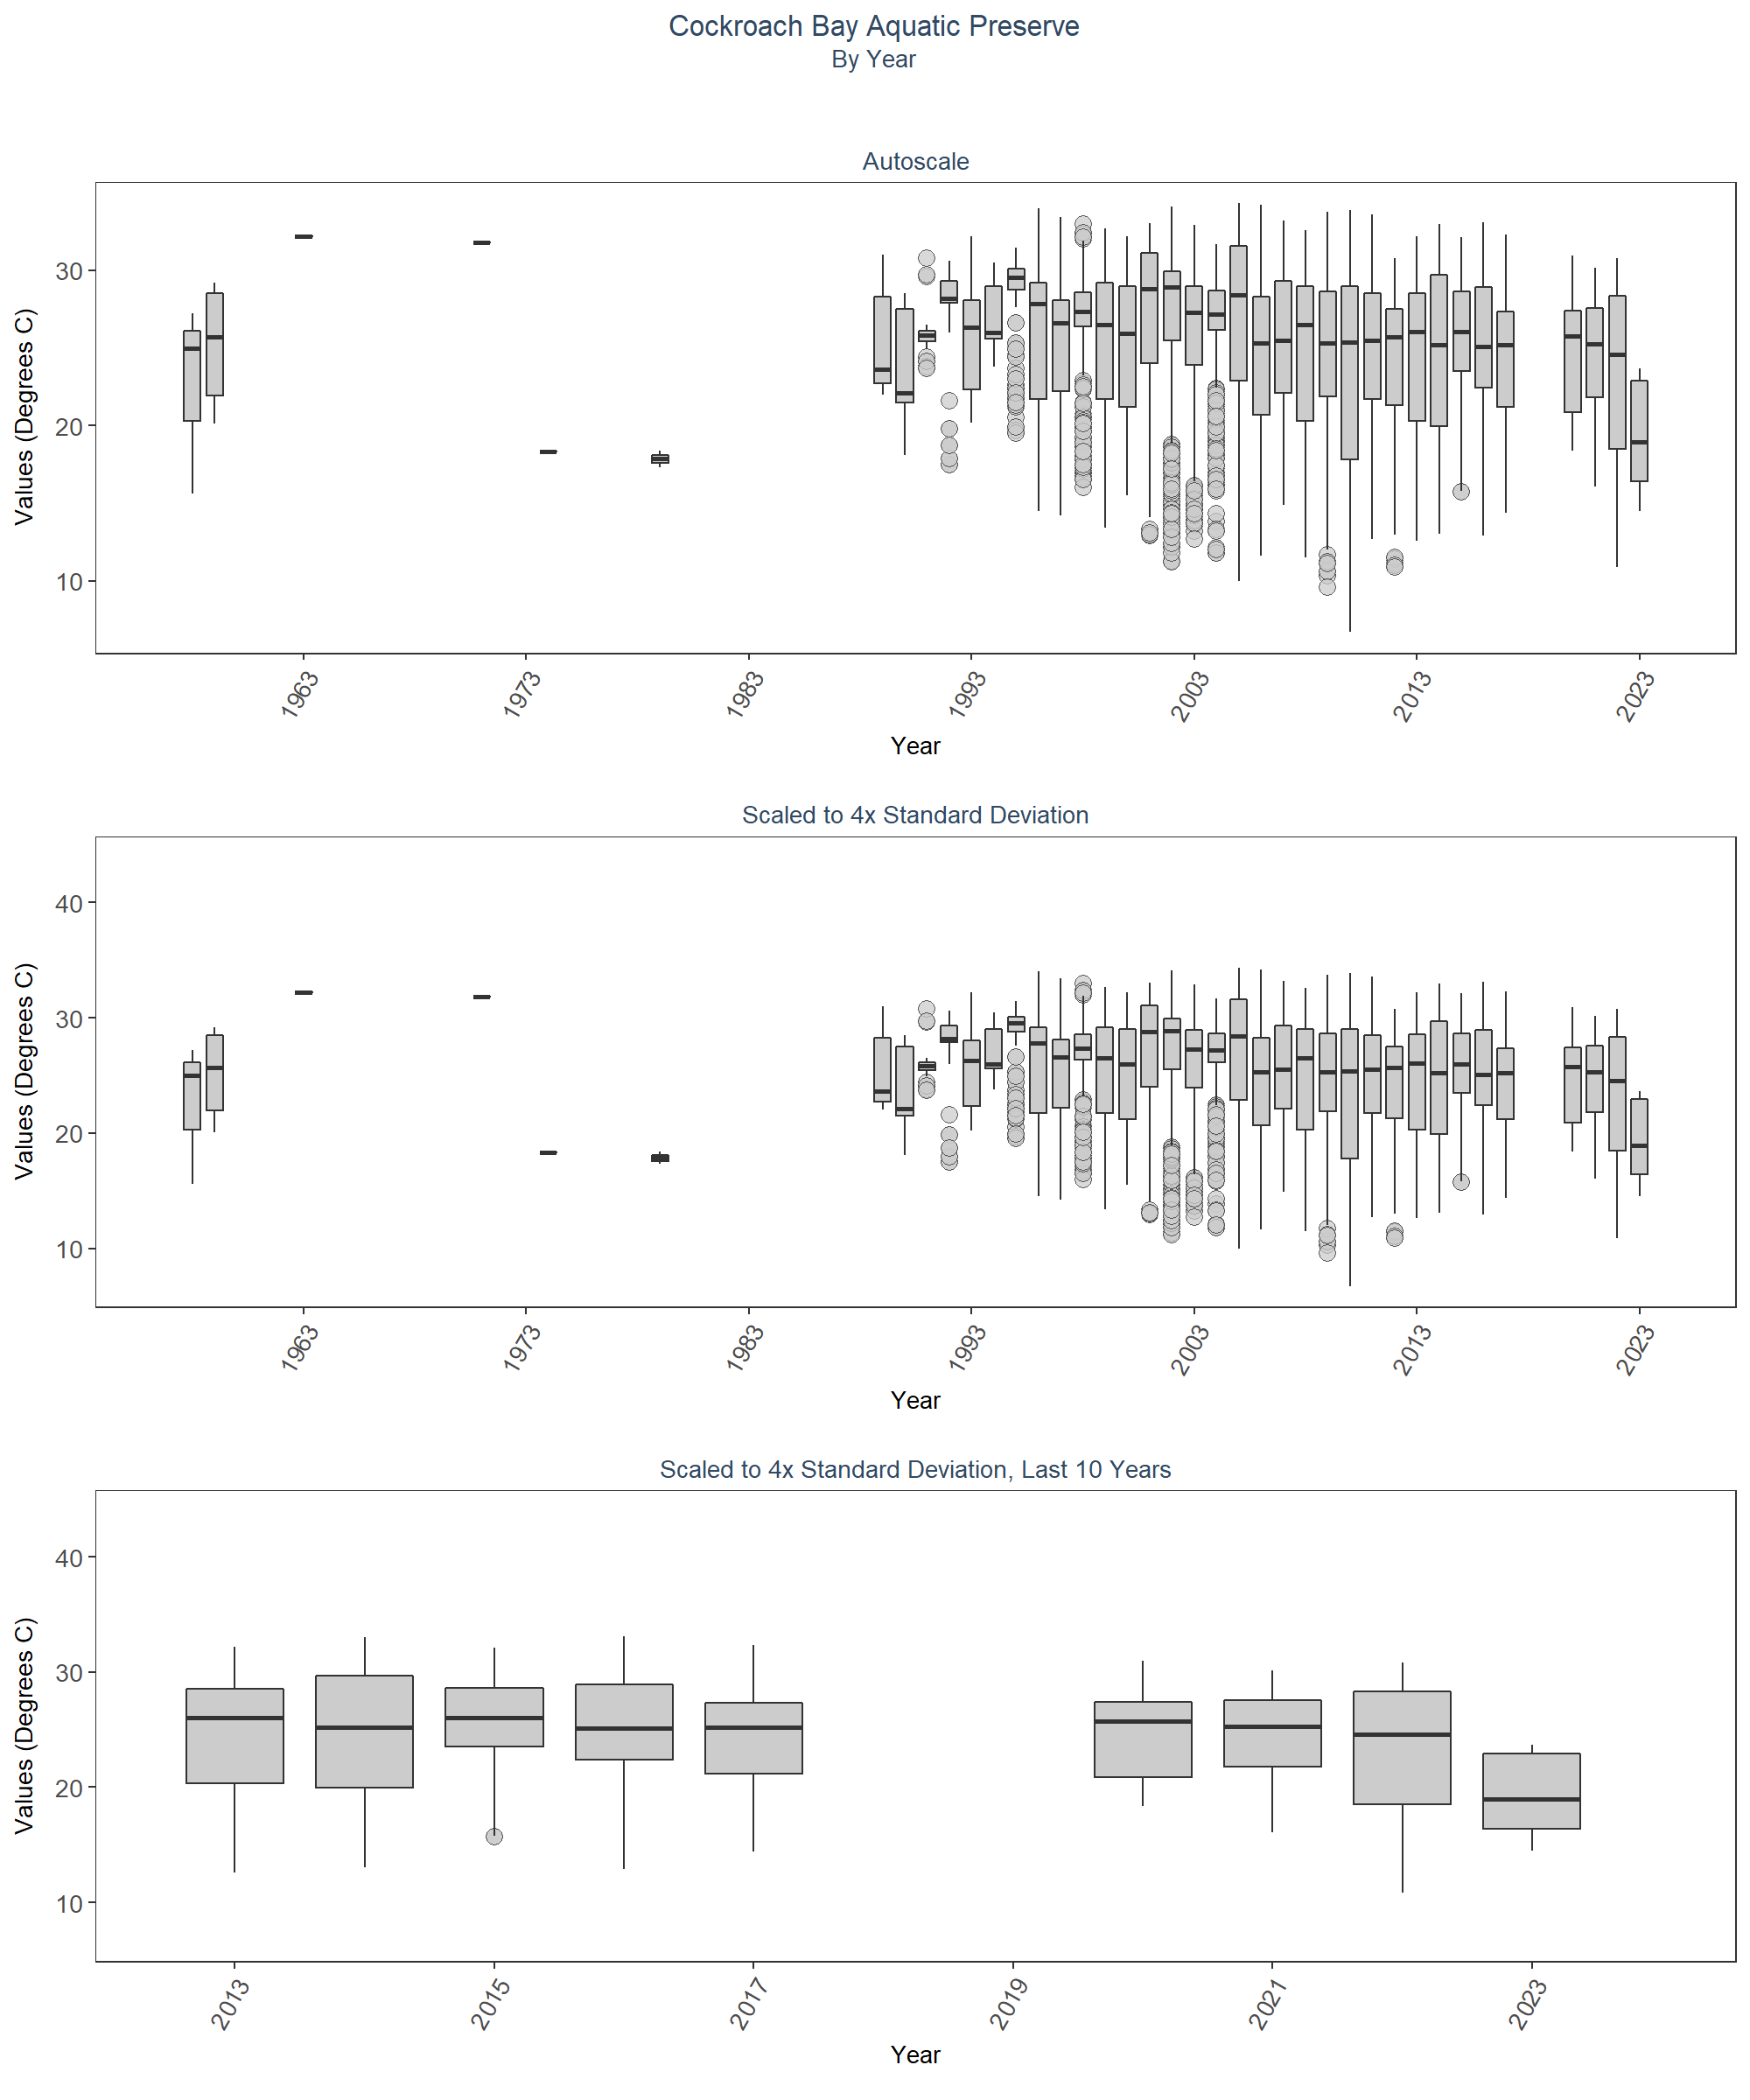 Cockroach Bay Aquatic Preserve
By Year
Autoscale
Values (Degrees C)
30
20
10
1963
1973
1983
1993
2003
2013
2023
Year
Scaled to 4x Standard Deviation
Values (Degrees C)
40
30
20
10
1963
1973
1983
1993
2003
2013
2023
Year
Scaled to 4x Standard Deviation, Last 10 Years
Values (Degrees C)
40
30
20
10
2013
2015
2017
2019
2021
2023
Year